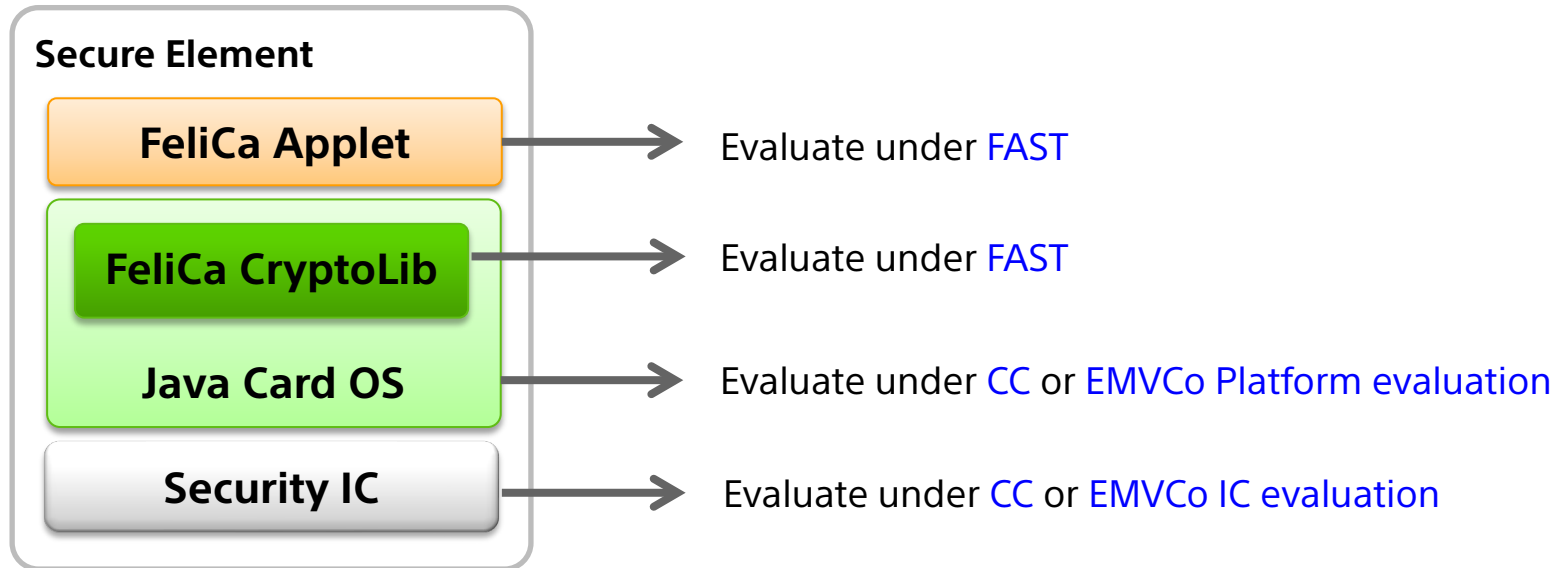 Secure Element
FeliCa Applet
Evaluate under FAST
FeliCa CryptoLib
Evaluate under FAST
Java Card OS
Evaluate under CC or EMVCo Platform evaluation
Security IC
Evaluate under CC or EMVCo IC evaluation